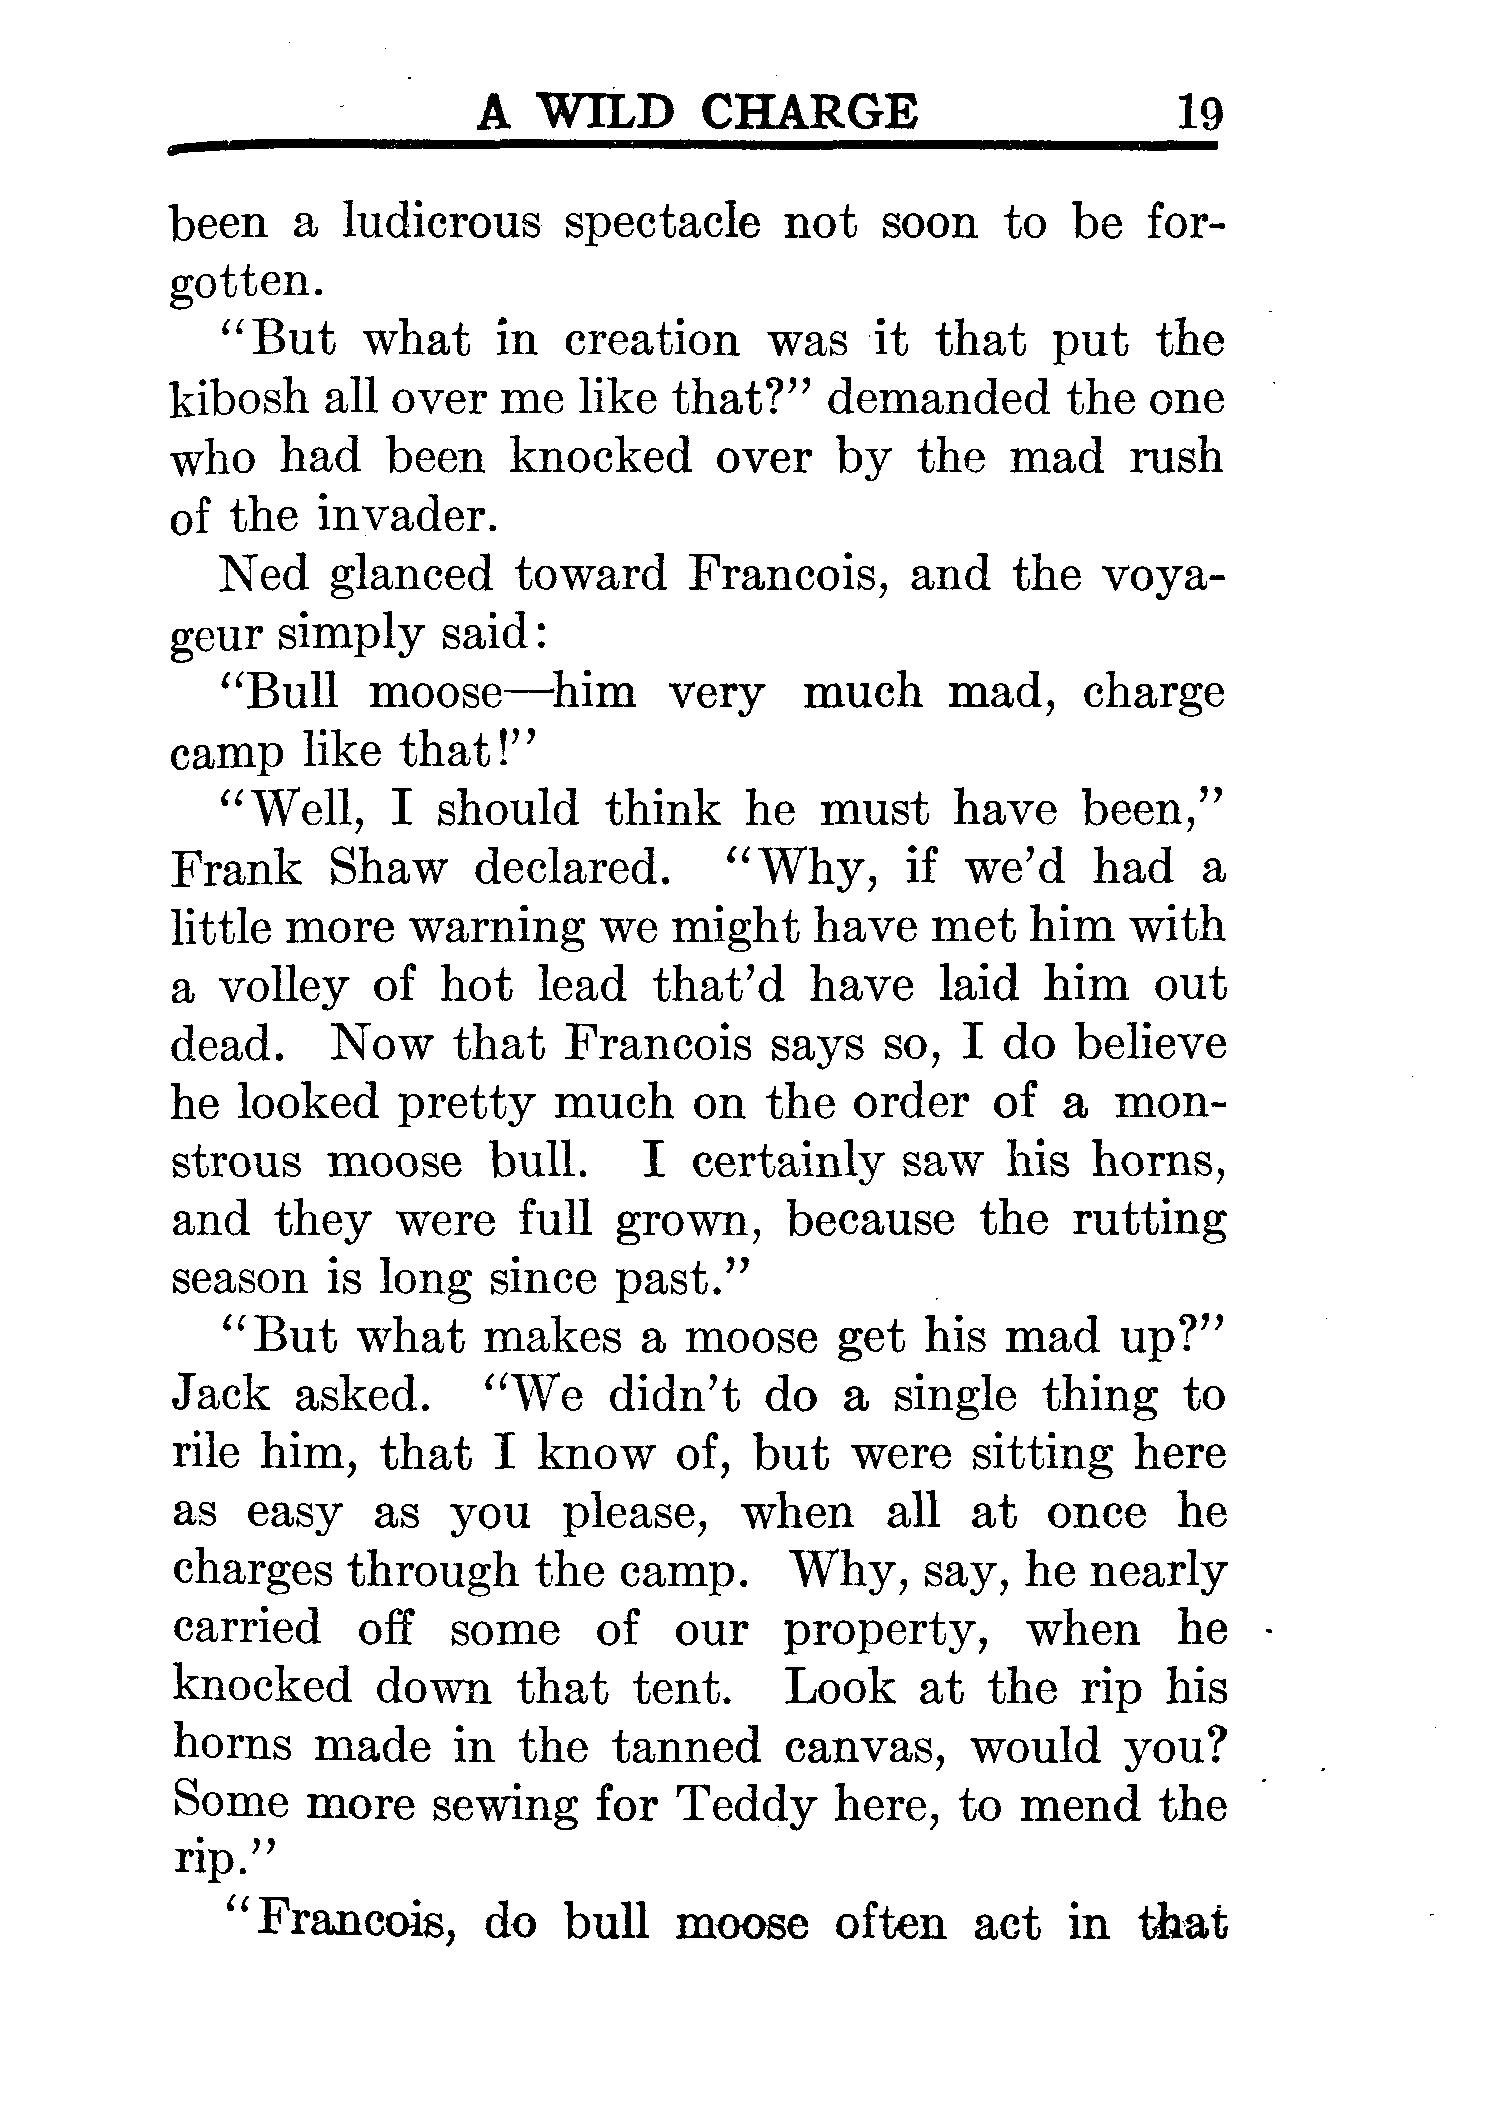 A WILD CHARGE 19
been a ludicrous spectacle not soon to be for-
gotten.
"But what in creation was it that put the
kibosh all over me like that?" demanded the one
who had been knocked over by the mad rush
of the invader.
Ned glanced toward Francois, and the voya-
geur simply said:
"Bull moose—him very much mad, charge
camp like that!"
"Well, I should think he must have been,"
Frank Shaw declared. "Why, if we'd had a
little more warning we might have met him with
a volley of hot lead that'd have laid him out
dead. Now that Francois says so, I do believe
he looked pretty much on the order of a mon-
strous moose bull. I certainly saw his horns,
and they were full grown, because the rutting
season is long since past."
"But what makes a moose get his mad up?"
Jack asked. "We didn't do a single thing to
rile him, that I know of, but were sitting here
as easy as you please, when all at once he
charges through the camp. Why, say, he nearly
carried off some of our property, when he
knocked down that tent. Look at the rip his
horns made in the tanned canvas, would you?
Some more sewing for Teddy here, to mend the
rip."
"Francois, do bull moose often act in that